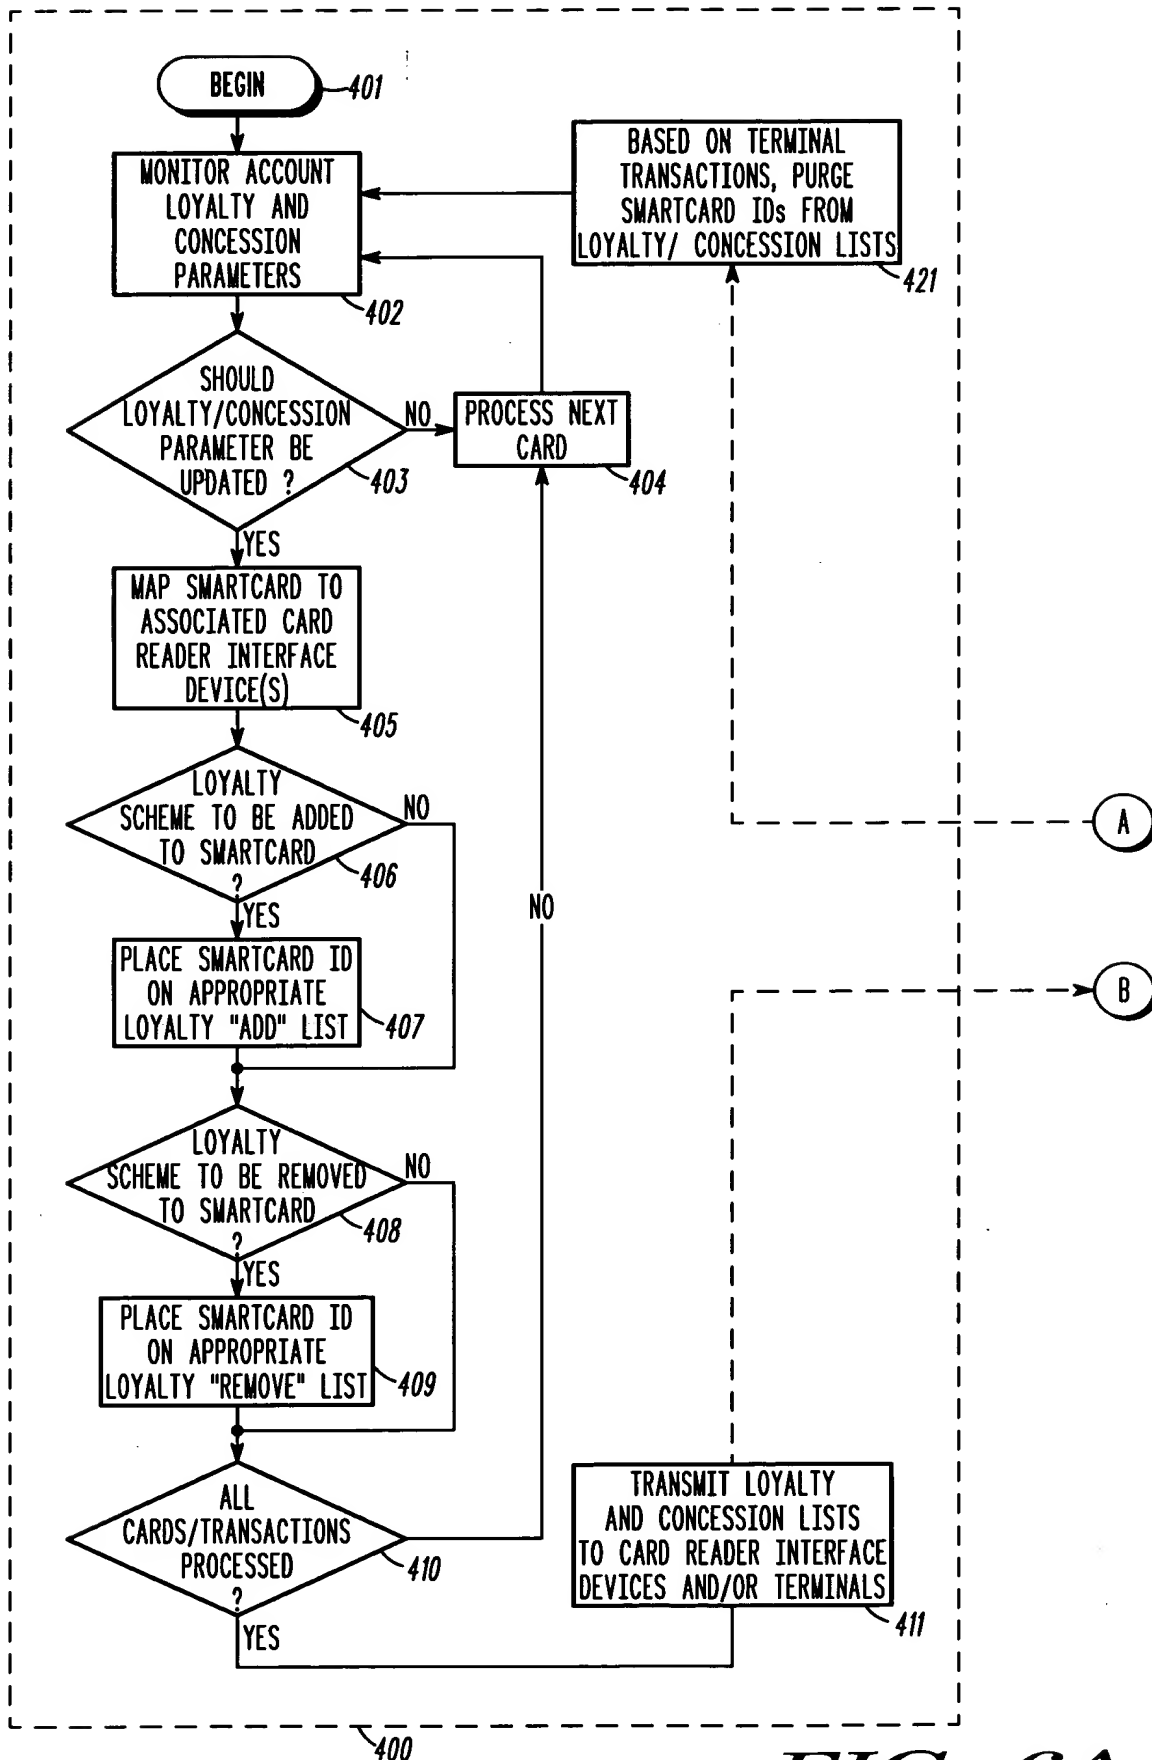 BEGIN
401
MONITOR ACCOUNT
LOYALTY AND
CONCESSION
PARAMETERS
402
BASED ON TERMINAL
TRANSACTIONS, PURGE
SMARTCARD IDs FROM
LOYALTY/ CONCESSION LISTS
421
SHOULD
LOYALTY/CONCESSION
PARAMETER BE
UPDATED ?
403
NO
PROCESS NEXT
CARD
404
YES
MAP SMARTCARD TO
ASSOCIATED CARD
READER INTERFACE
DEVICE(S)
405
LOYALTY
SCHEME TO BE ADDED
TO SMARTCARD
?
406
NO
A
YES
NO
PLACE SMARTCARD ID
ON APPROPRIATE
LOYALTY "ADD" LIST
407
B
LOYALTY
SCHEME TO BE REMOVED
TO SMARTCARD
?
408
NO
YES
PLACE SMARTCARD ID
ON APPROPRIATE
LOYALTY "REMOVE" LIST
409
ALL
CARDS/TRANSACTIONS
PROCESSED
?
410
YES
TRANSMIT LOYALTY
AND CONCESSION LISTS
TO CARD READER INTERFACE
DEVICES AND/OR TERMINALS
411
400
FIG. 6A